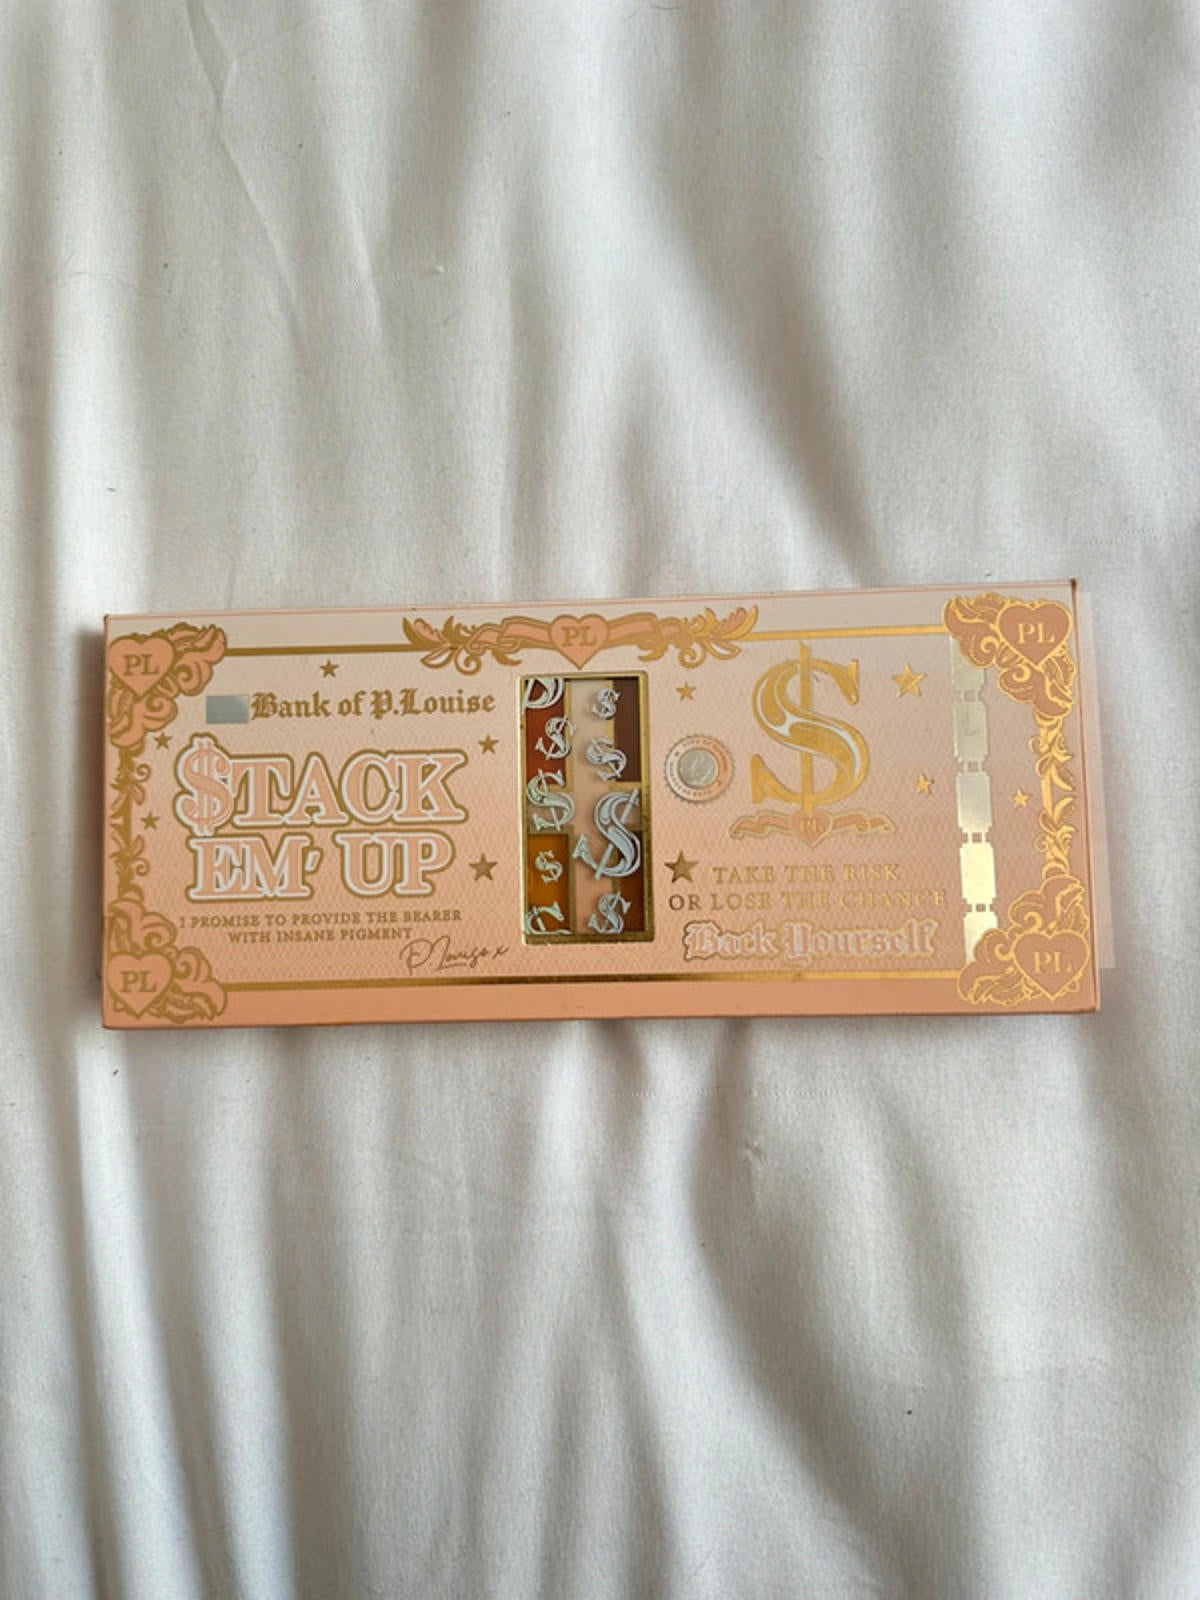 PL
PL
PL
Bank of P.Louise
$TACK
EM' UP
I PROMISE TO PROVIDE THE BEARER
WITH INSANE PIGMENT
P.Louise x
$
$
$
$
$
$
$
$
PL
TAKE THE RISK
OR LOSE THE CHANCE
Back Yourself
PL
PL